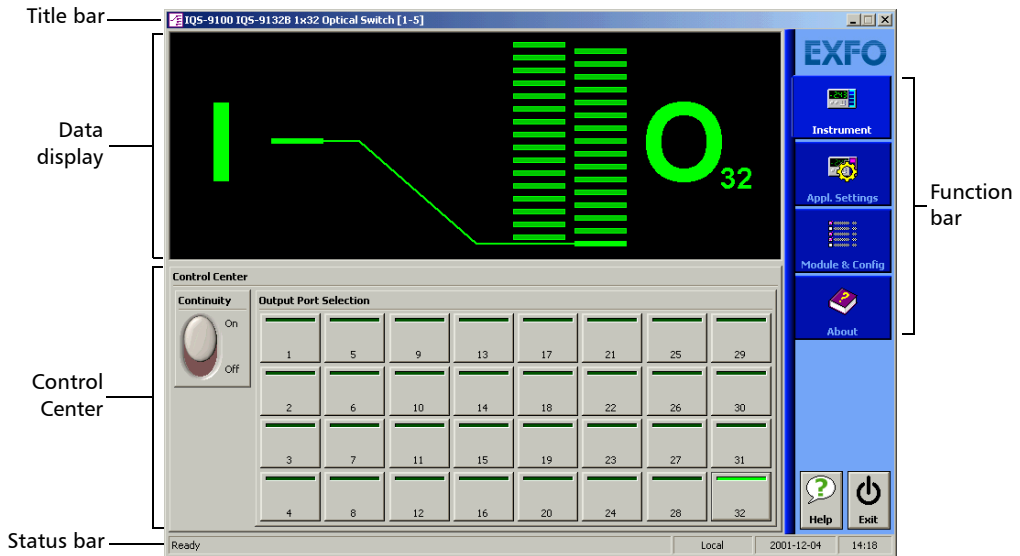 Title bar
IQS-9100 IQS-9132B 1x32 Optical Switch [1-5]
EXFO
Data
display
I
O
32
Instrument
Appl. Settings
Module & Config
About
Function
bar
Control
Center
Control Center
Continuity
On
Off
Output Port Selection
1 5 9 13 17 21 25 29
2 6 10 14 18 22 26 30
3 7 11 15 19 23 27 31
4 8 12 16 20 24 28 32
Help
Exit
Status bar
Ready
Local
2001-12-04
14:18